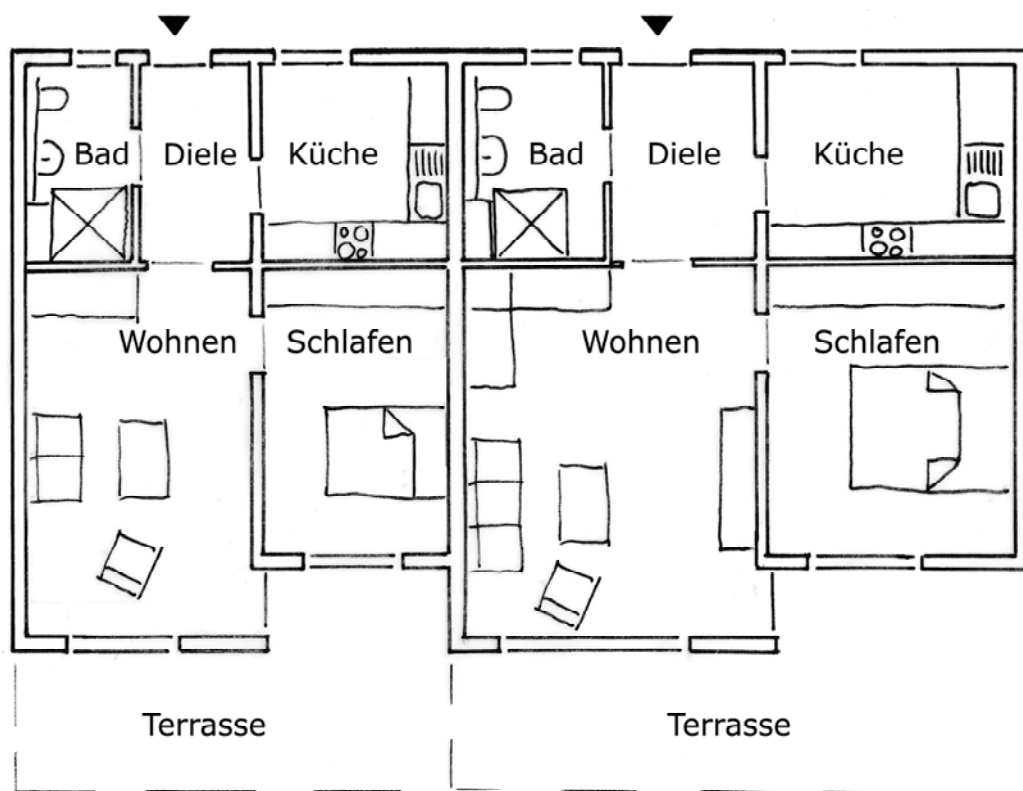 Bad Diele Küche Bad Diele Küche
Wohnen Schlafen Wohnen Schlafen
Terrasse Terrasse